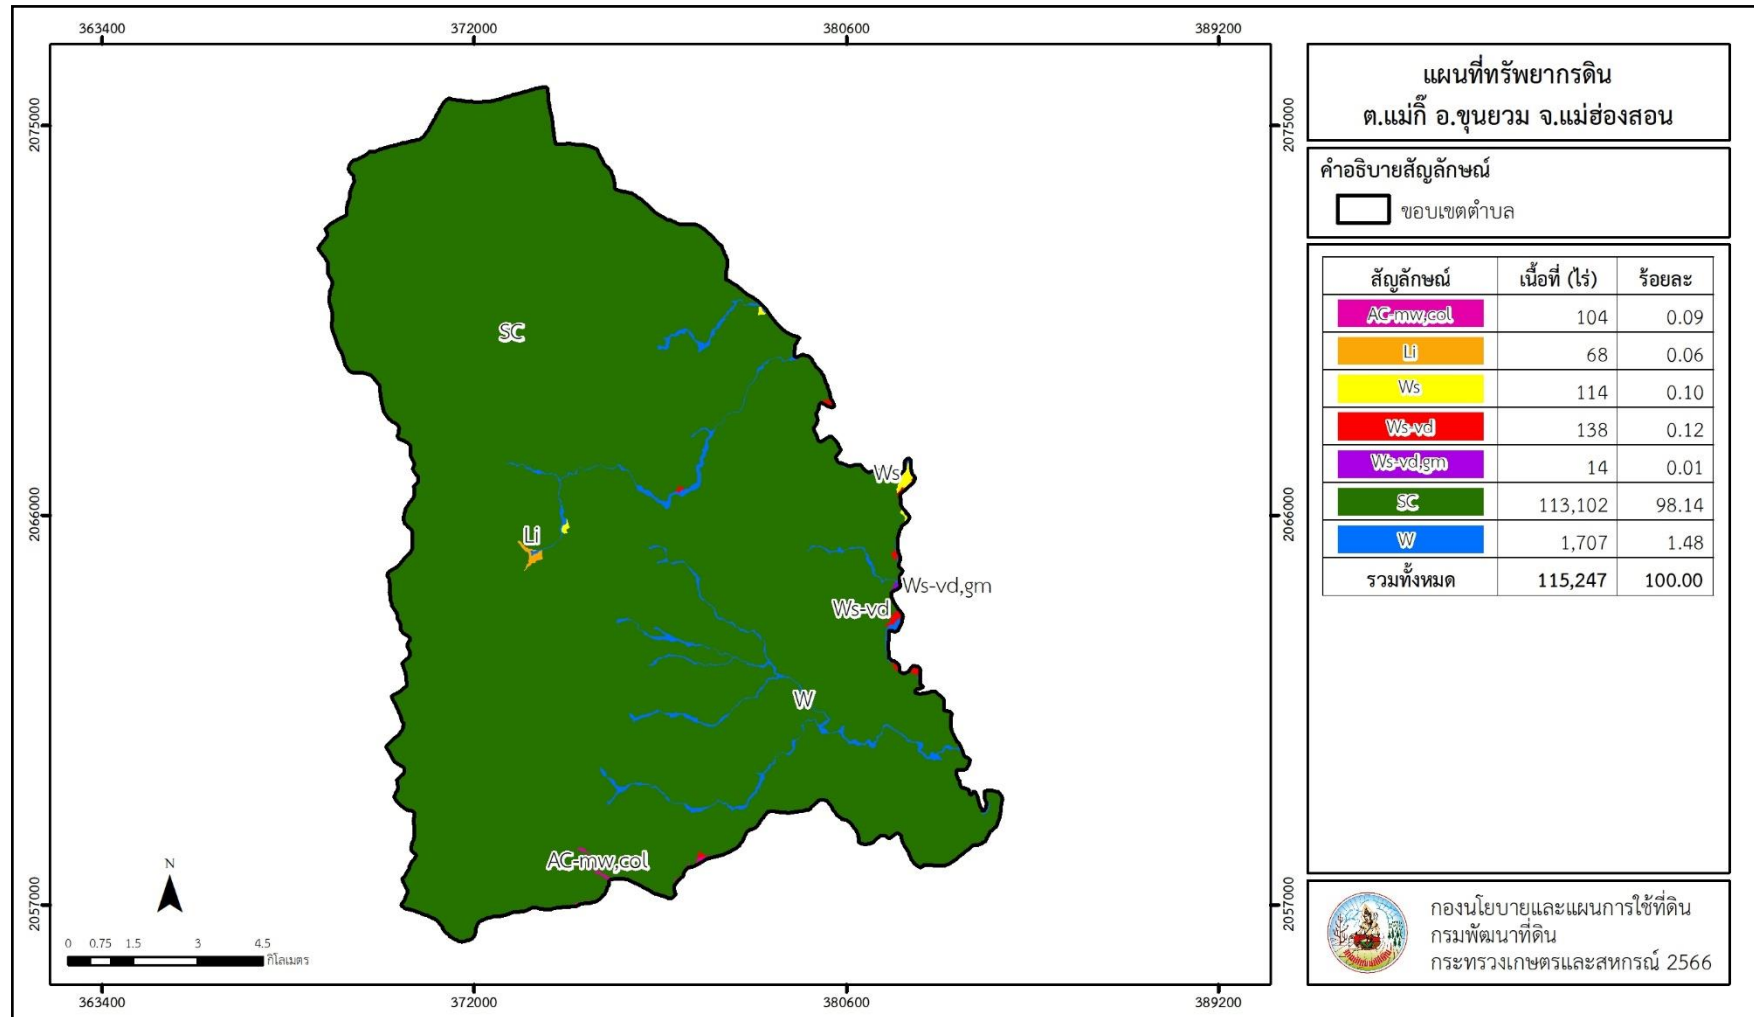 363400
372000
380600
389200
2075000
2066000
2057000
2075000
2066000
2057000
363400
372000
380600
389200
SC
Ws
Li
Ws-vd,gm
Ws-vd
W
AC-mw,col
N
0 0.75 1.5 3 4.5
กิโลเมตร
แผนที่ทรัพยากรดิน
ต.แม่กิ๊ อ.ขุนยวม จ.แม่ฮ่องสอน
คำอธิบายสัญลักษณ์
ขอบเขตตำบล
สัญลักษณ์ เนื้อที่ (ไร่) ร้อยละ
AC-mw,col 104 0.09
Li 68 0.06
Ws 114 0.10
Ws-vd 138 0.12
Ws-vd,gm 14 0.01
SC 113,102 98.14
W 1,707 1.48
รวมทั้งหมด 115,247 100.00
กองนโยบายและแผนการใช้ที่ดิน
กรมพัฒนาที่ดิน
กระทรวงเกษตรและสหกรณ์ 2566